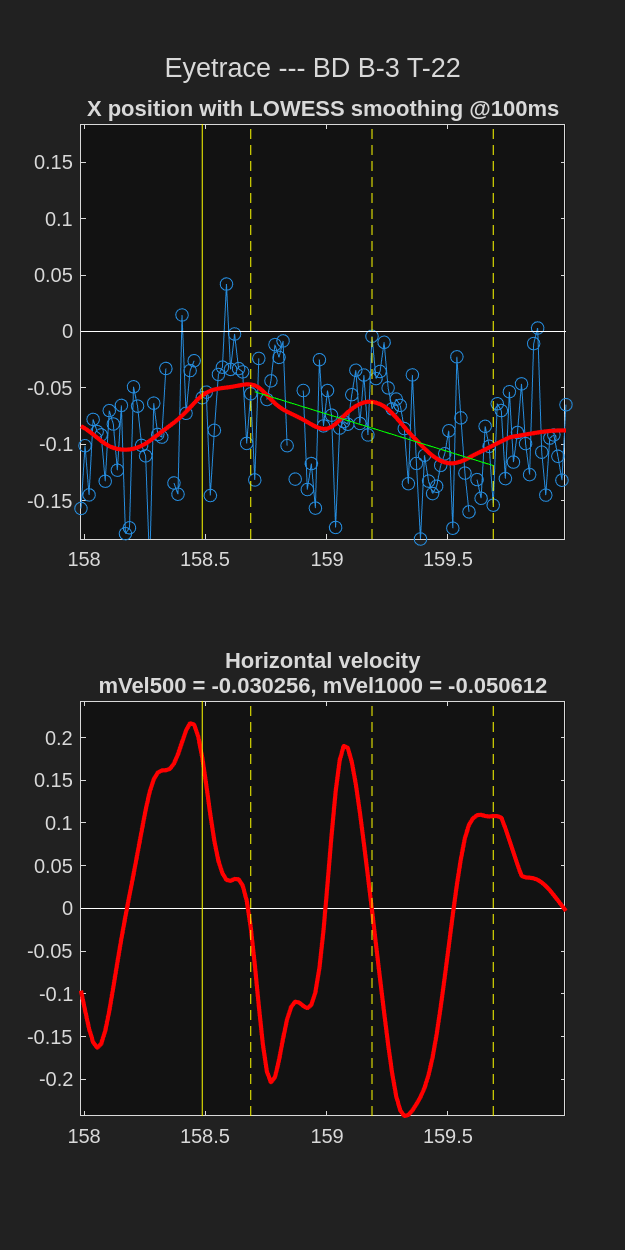 Eyetrace --- BD B-3 T-22
X position with LOWESS smoothing @100ms
0.15
0.1
0.05
0
-0.05
-0.1
-0.15
158 158.5 159 159.5
Horizontal velocity
mVel500 = -0.030256, mVel1000 = -0.050612
0.2
0.15
0.1
0.05
0
-0.05
-0.1
-0.15
-0.2
158 158.5 159 159.5